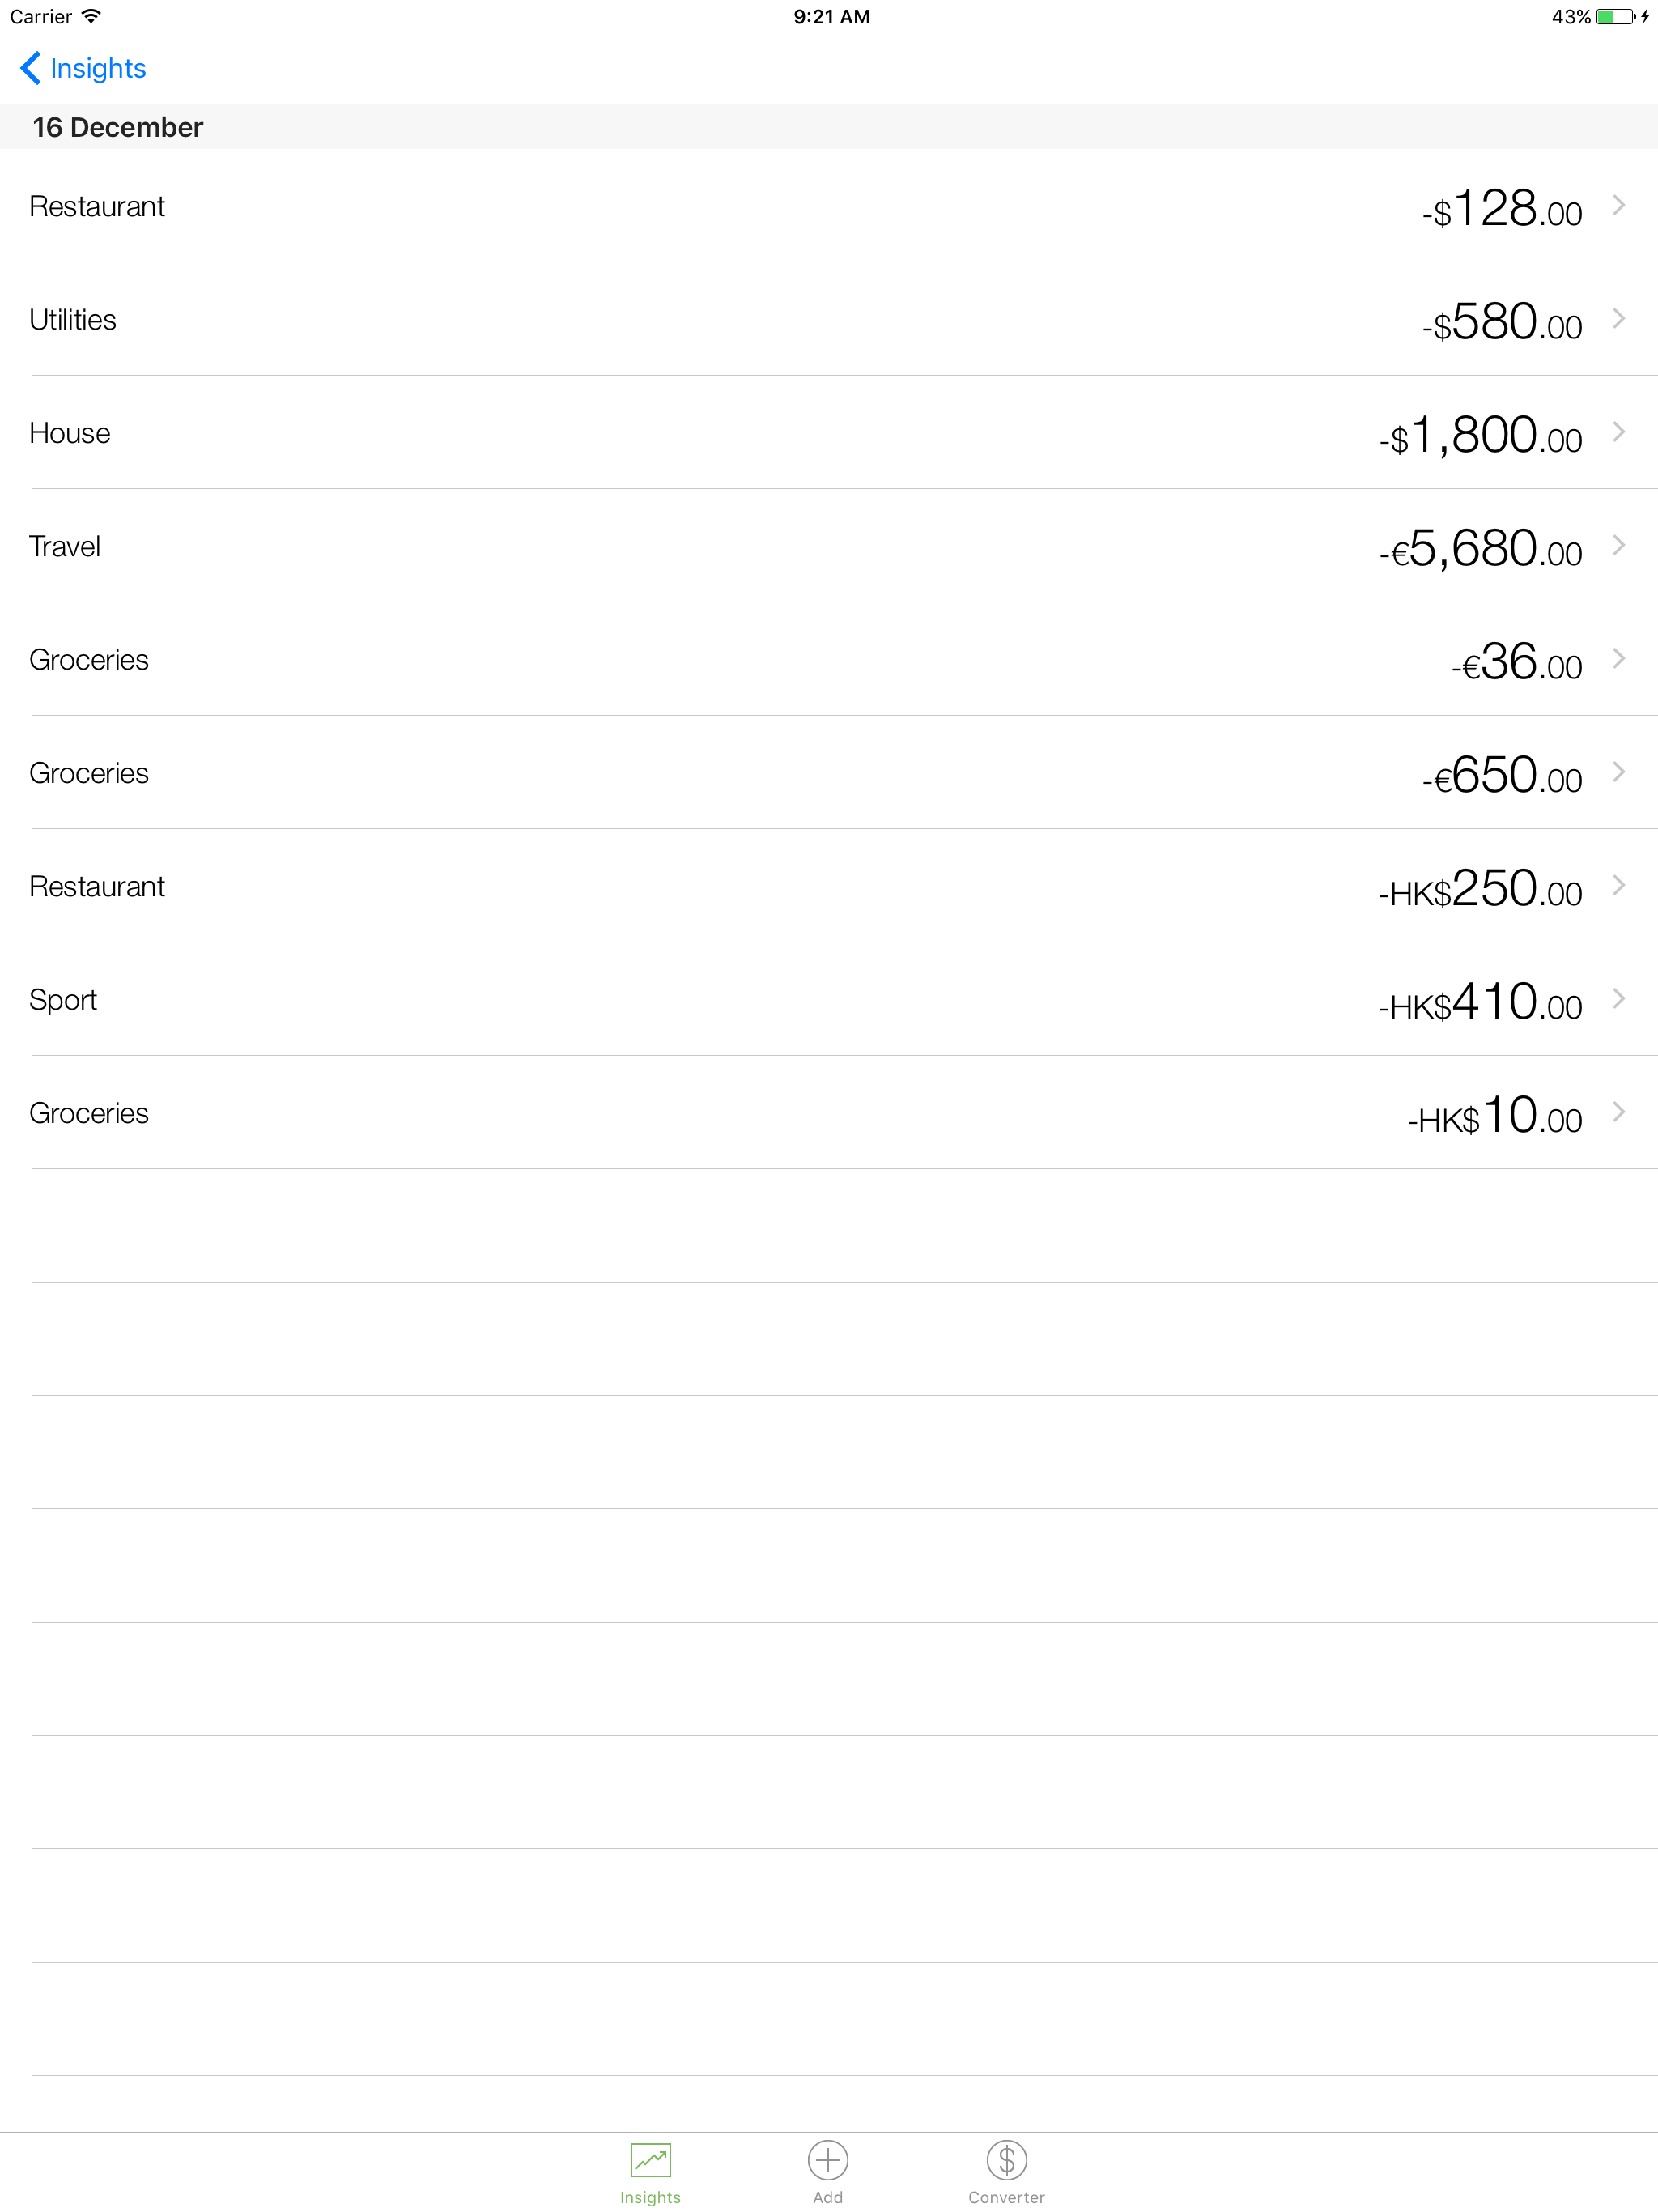 Carrier 9:21 AM 43%
Insights
16 December
Restaurant -$128.00
Utilities -$580.00
House -$1,800.00
Travel -€5,680.00
Groceries -€36.00
Groceries -€650.00
Restaurant -HK$250.00
Sport -HK$410.00
Groceries -HK$10.00
Insights Add Converter